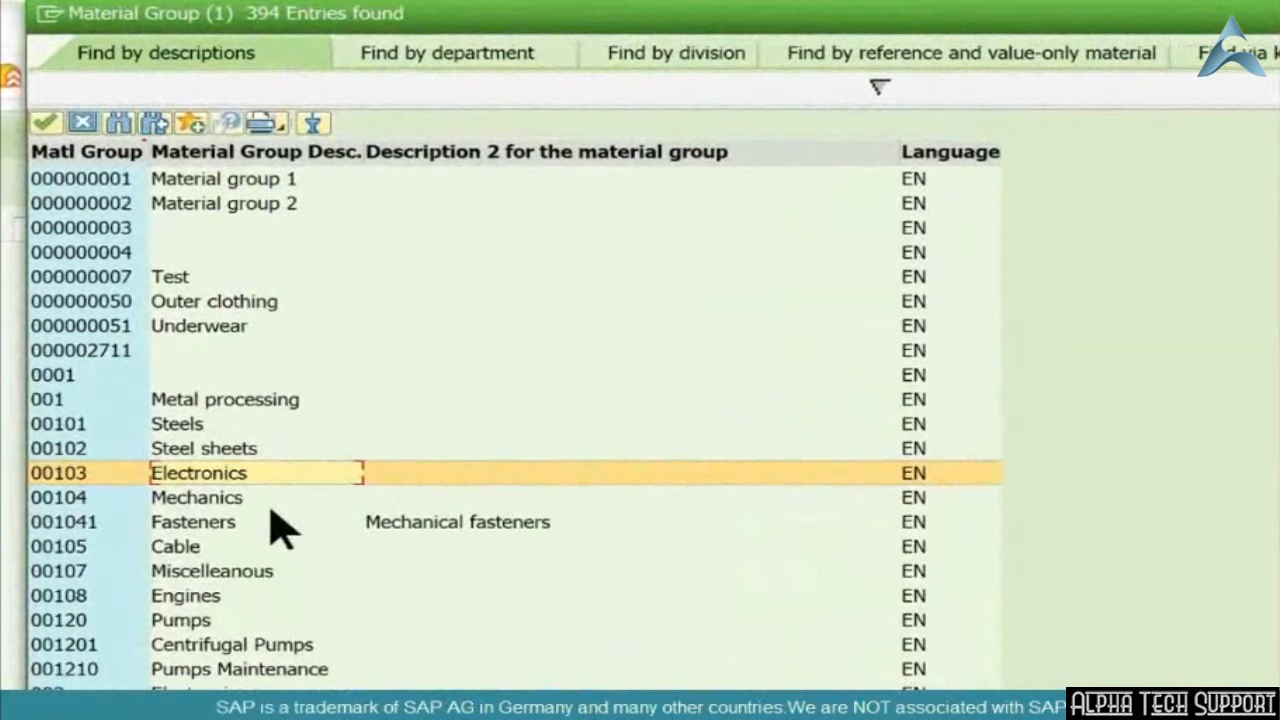 Material Group (1) 394 Entries found
Find by descriptions Find by department Find by division Find by reference and value-only material
Matl Group Material Group Desc. Description 2 for the material group Language
000000001 Material group 1 EN
000000002 Material group 2 EN
000000003 EN
000000004 EN
000000007 Test EN
000000050 Outer clothing EN
000000051 Underwear EN
000002711 EN
0001 EN
001 Metal processing EN
00101 Steels EN
00102 Steel sheets EN
00103 Electronics EN
00104 Mechanics EN
001041 Fasteners Mechanical fasteners EN
00105 Cable EN
00107 Miscelleanous EN
00108 Engines EN
00120 Pumps EN
001201 Centrifugal Pumps EN
001210 Pumps Maintenance EN
SAP is a trademark of SAP AG in Germany and many other countries.We are NOT associated with SAP
Alpha Tech Support